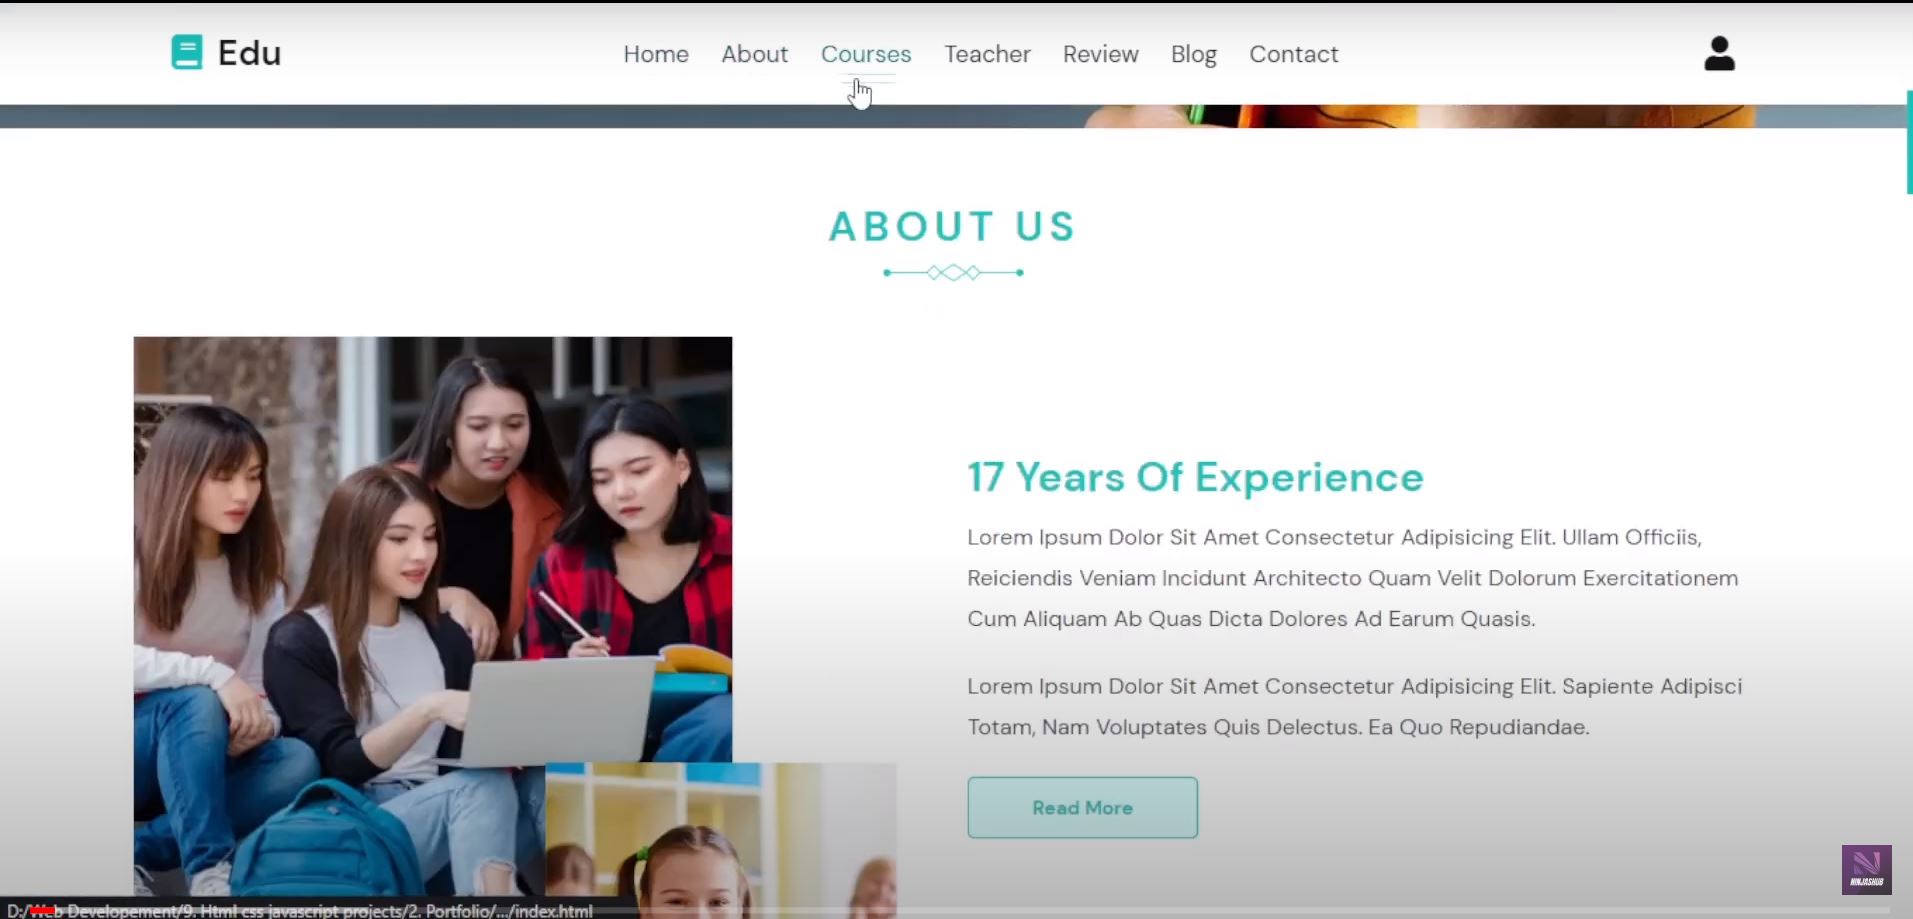 Edu
Home About Courses Teacher Review Blog Contact
ABOUT US
17 Years Of Experience
Lorem Ipsum Dolor Sit Amet Consectetur Adipisicing Elit. Ullam Officiis,
Reiciendis Veniam Incidunt Architecto Quam Velit Dolorum Exercitationem
Cum Aliquam Ab Quas Dicta Dolores Ad Earum Quasis.
Lorem Ipsum Dolor Sit Amet Consectetur Adipisicing Elit. Sapiente Adipisci
Totam, Nam Voluptates Quis Delectus. Ea Quo Repudiandae.
Read More
NINJASHUB
D:/Web Developement/9. Html css javascript projects/2. Portfolio/.../index.html